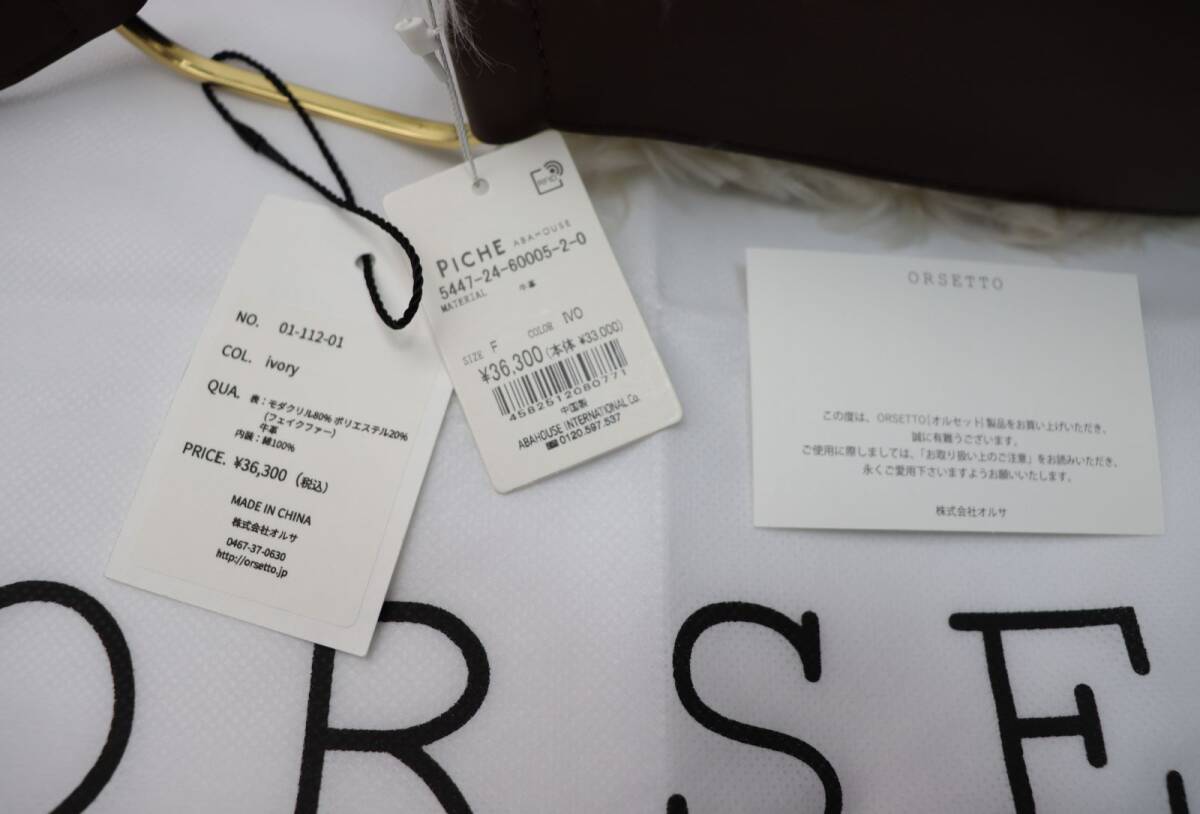 NO. 01-112-01
COL. ivory
QUA. 表：モダクリル80% ポリエステル20%
(フェイクファー)
牛革
内装：綿100%
PRICE. ¥36,300（税込）
MADE IN CHINA
株式会社オルサ
0467-37-0630
http://orsetto.jp
RFID
PICHE ABAHOUSE
5447-24-60005-2-0
MATERIAL 牛革
SIZE F COLOR IVO
¥36,300(本体 ¥33,000)
4582512080771
中国製
ABAHOUSE INTERNATIONAL Co.
0120.597.537
ORSETTO
この度は、ORSETTO[オルセット]製品をお買い上げいただき、
誠に有難うございます。
ご使用に際しましては、「お取り扱い上のご注意」をお読みいただき、
永くご愛用下さいますようお願いいたします。
株式会社オルサ
ORSE